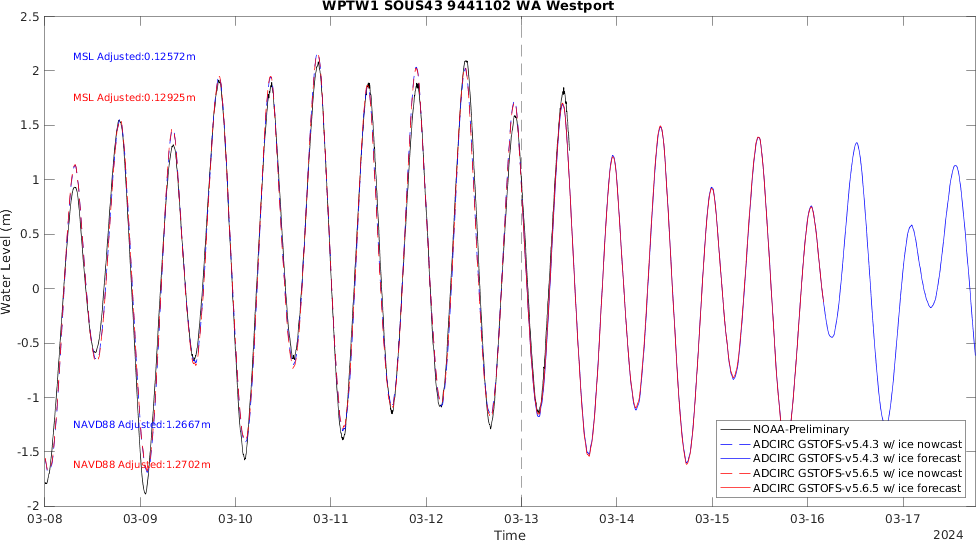 WPTW1 SOUS43 9441102 WA Westport
2.5
2
1.5
1
0.5
0
-0.5
-1
-1.5
-2
Water Level (m)
MSL Adjusted:0.12572m
MSL Adjusted:0.12925m
NAVD88 Adjusted:1.2667m
NAVD88 Adjusted:1.2702m
NOAA-Preliminary
ADCIRC GSTOFS-v5.4.3 w/ ice nowcast
ADCIRC GSTOFS-v5.4.3 w/ ice forecast
ADCIRC GSTOFS-v5.6.5 w/ ice nowcast
ADCIRC GSTOFS-v5.6.5 w/ ice forecast
03-08 03-09 03-10 03-11 03-12 03-13 03-14 03-15 03-16 03-17
Time
2024